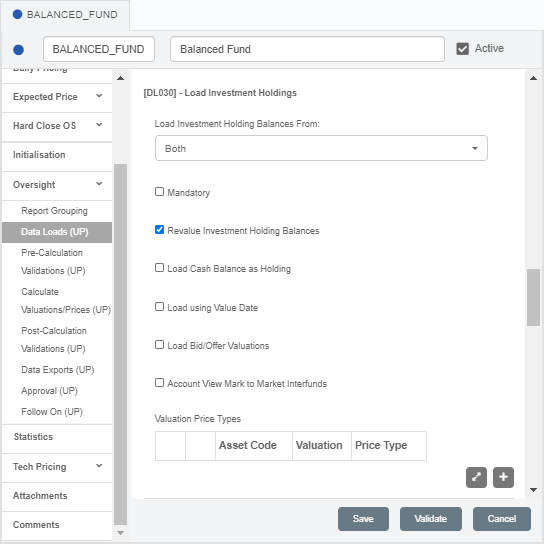 BALANCED_FUND
BALANCED_FUND
Balanced Fund
Active
Daily Pricing
Expected Price
Hard Close OS
Initialisation
Oversight
Report Grouping
Data Loads (UP)
Pre-Calculation
Validations (UP)
Calculate
Valuations/Prices (UP)
Post-Calculation
Validations (UP)
Data Exports (UP)
Approval (UP)
Follow On (UP)
Statistics
Tech Pricing
Attachments
Comments
[DL030] - Load Investment Holdings
Load Investment Holding Balances From:
Both
Mandatory
Revalue Investment Holding Balances
Load Cash Balance as Holding
Load using Value Date
Load Bid/Offer Valuations
Account View Mark to Market Interfunds
Valuation Price Types
Asset Code Valuation Price Type
Save Validate Cancel